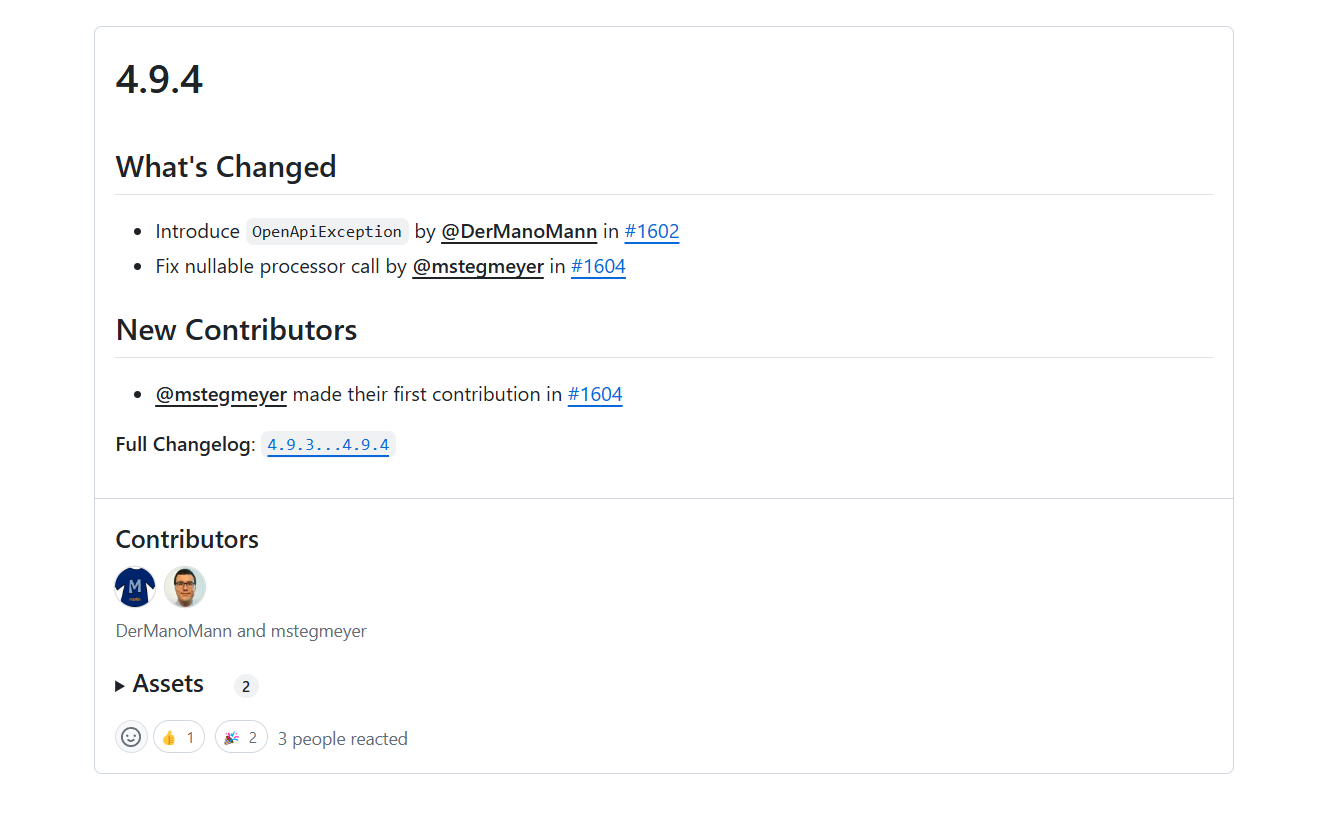 4.9.4
What's Changed
Introduce OpenApiException by @DerManoMann in #1602
Fix nullable processor call by @mstegmeyer in #1604
New Contributors
@mstegmeyer made their first contribution in #1604
Full Changelog: 4.9.3...4.9.4
Contributors
M
DerManoMann and mstegmeyer
Assets 2
1 2 3 people reacted